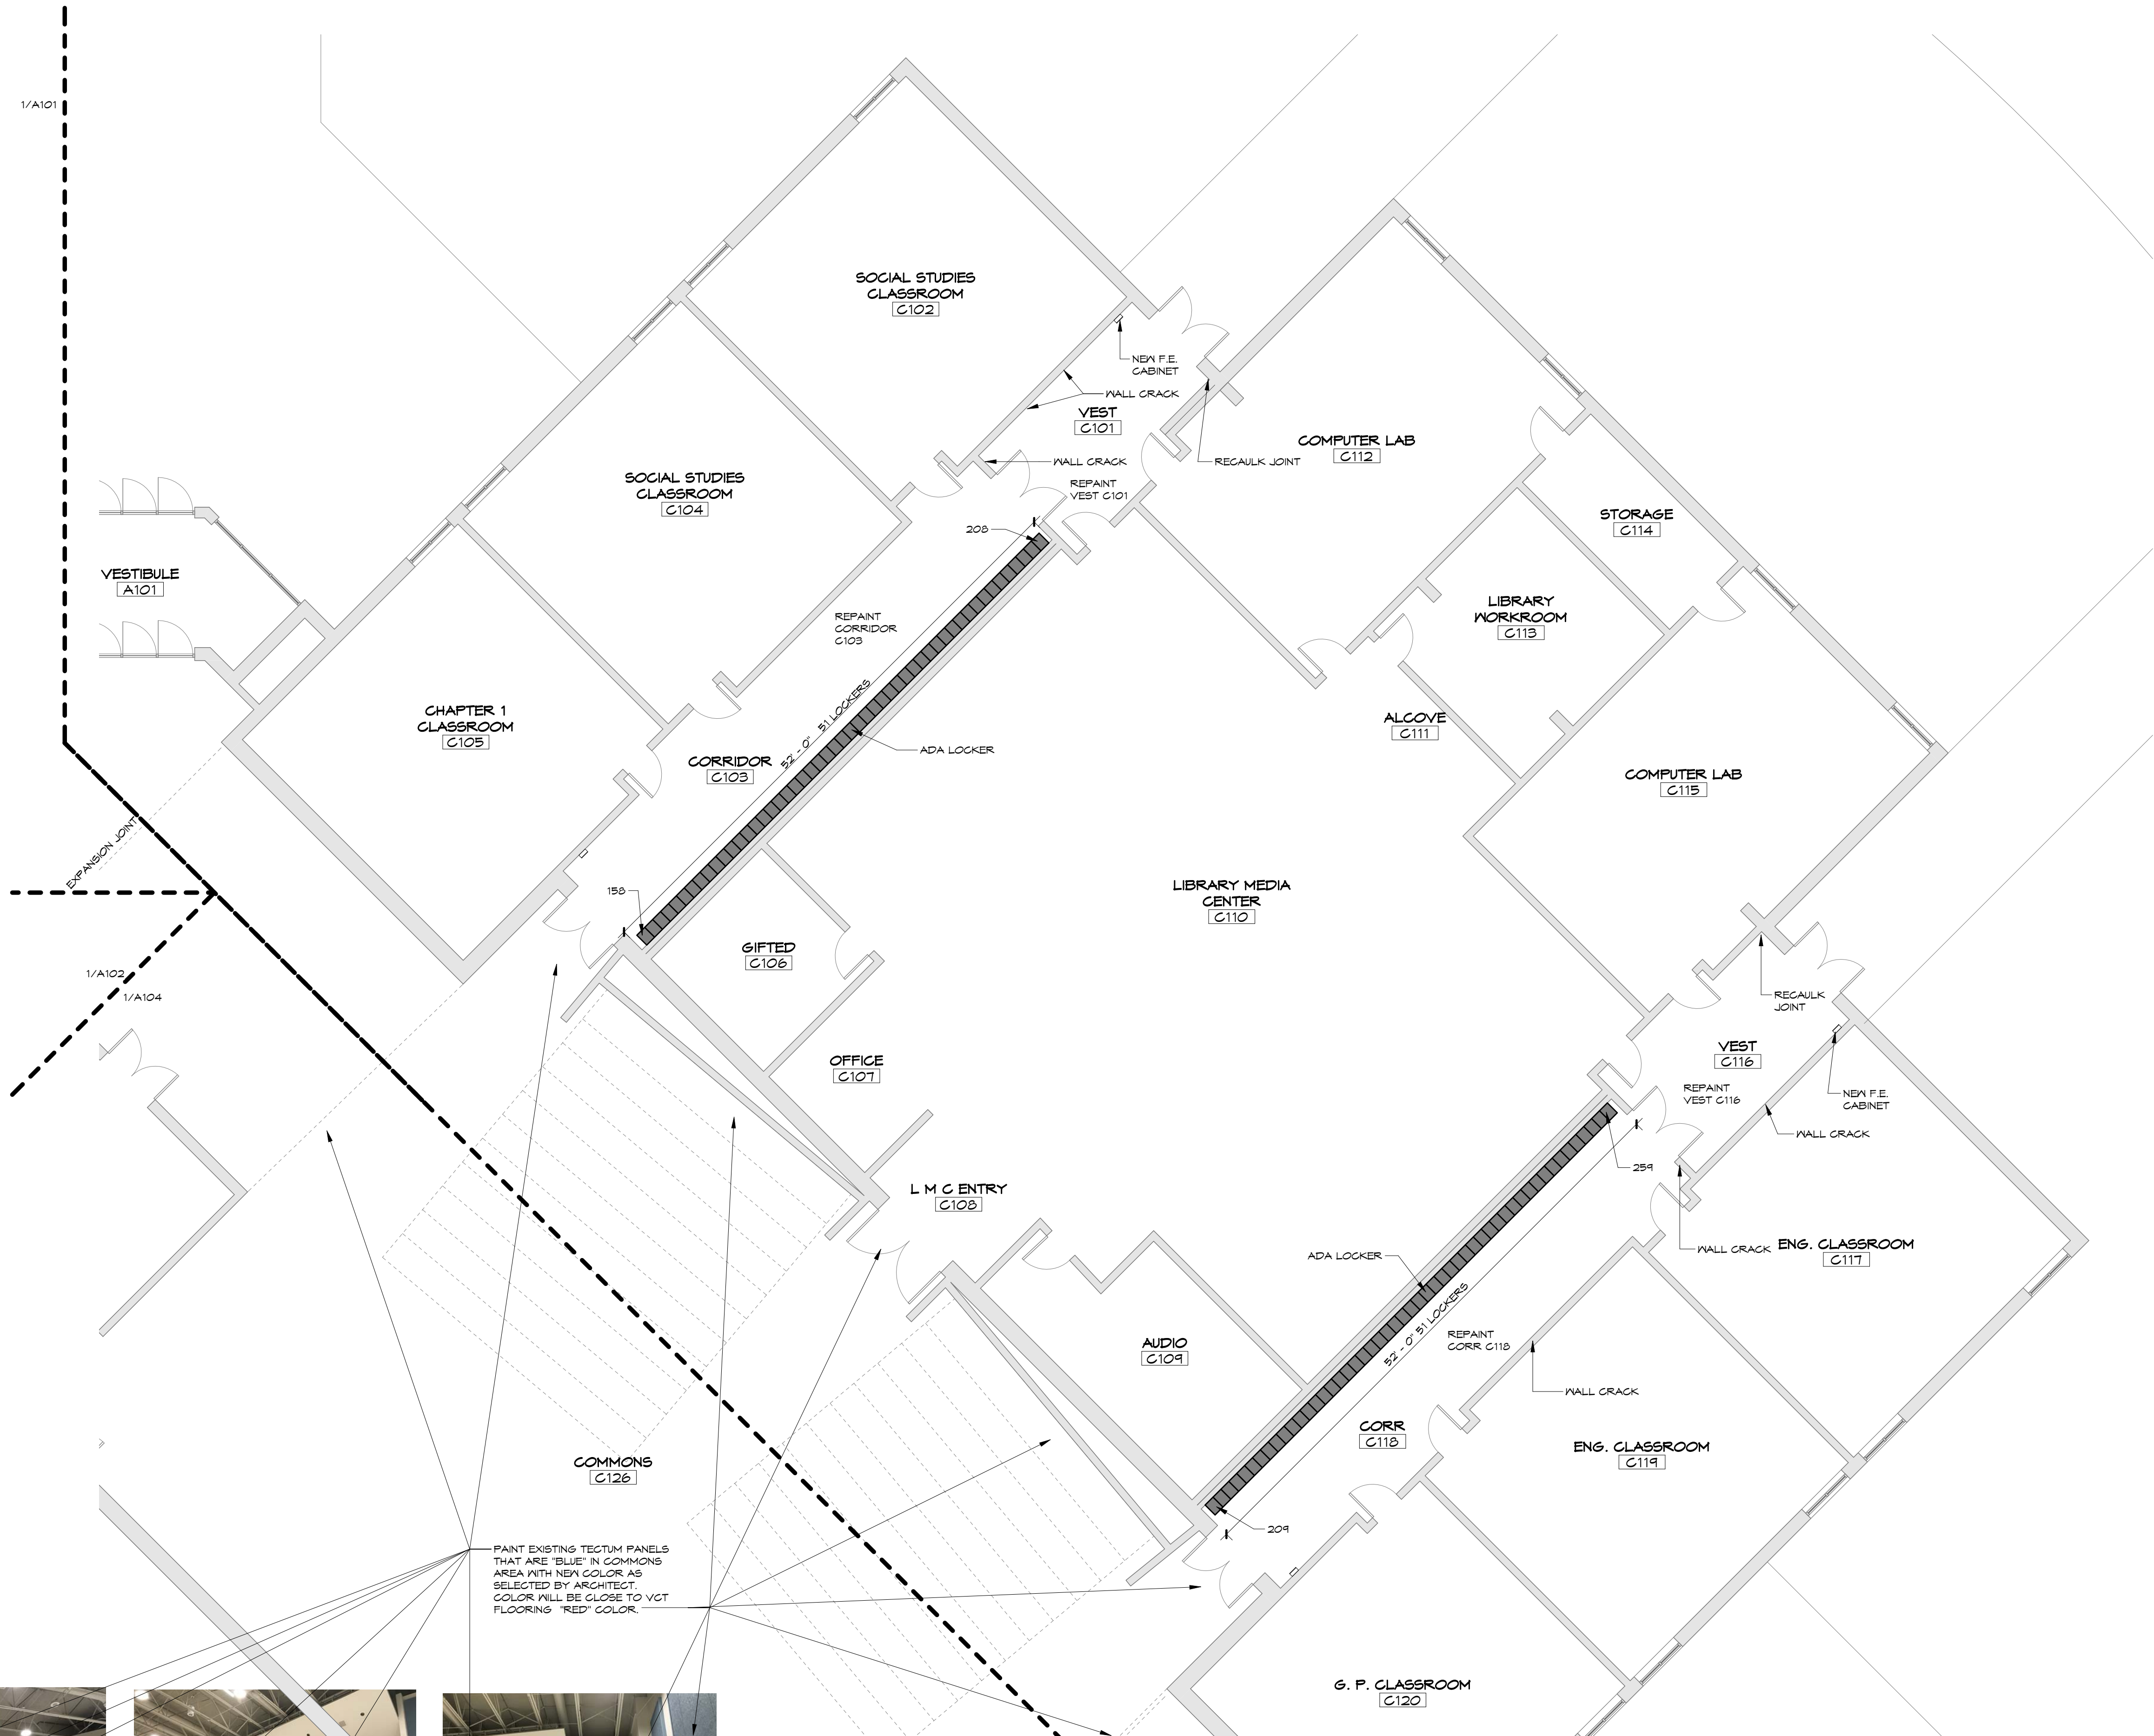 1/A101
SOCIAL STUDIES
CLASSROOM
C102
NEW F.E.
CABINET
WALL CRACK
VEST
C101
WALL CRACK
RECAULK JOINT
REPAINT
VEST C101
COMPUTER LAB
C112
SOCIAL STUDIES
CLASSROOM
C104
208
STORAGE
C114
VESTIBULE
A101
REPAINT
CORRIDOR
C103
LIBRARY
WORKROOM
C113
CHAPTER 1
CLASSROOM
C105
52' - 0" 51 LOCKERS
ALCOVE
C111
ADA LOCKER
CORRIDOR
C103
COMPUTER LAB
C115
EXPANSION JOINT
158
LIBRARY MEDIA
CENTER
C110
GIFTED
C106
1/A102
1/A104
RECAULK
JOINT
OFFICE
C107
VEST
C116
REPAINT
VEST C116
NEW F.E.
CABINET
WALL CRACK
259
L M C ENTRY
C108
WALL CRACK
ENG. CLASSROOM
C117
ADA LOCKER
52' - 0" 51 LOCKERS
AUDIO
C109
REPAINT
CORR C118
WALL CRACK
CORR
C118
ENG. CLASSROOM
C119
COMMONS
C126
209
PAINT EXISTING TECTUM PANELS
THAT ARE "BLUE" IN COMMONS
AREA WITH NEW COLOR AS
SELECTED BY ARCHITECT.
COLOR WILL BE CLOSE TO VCT
FLOORING "RED" COLOR.
G. P. CLASSROOM
C120